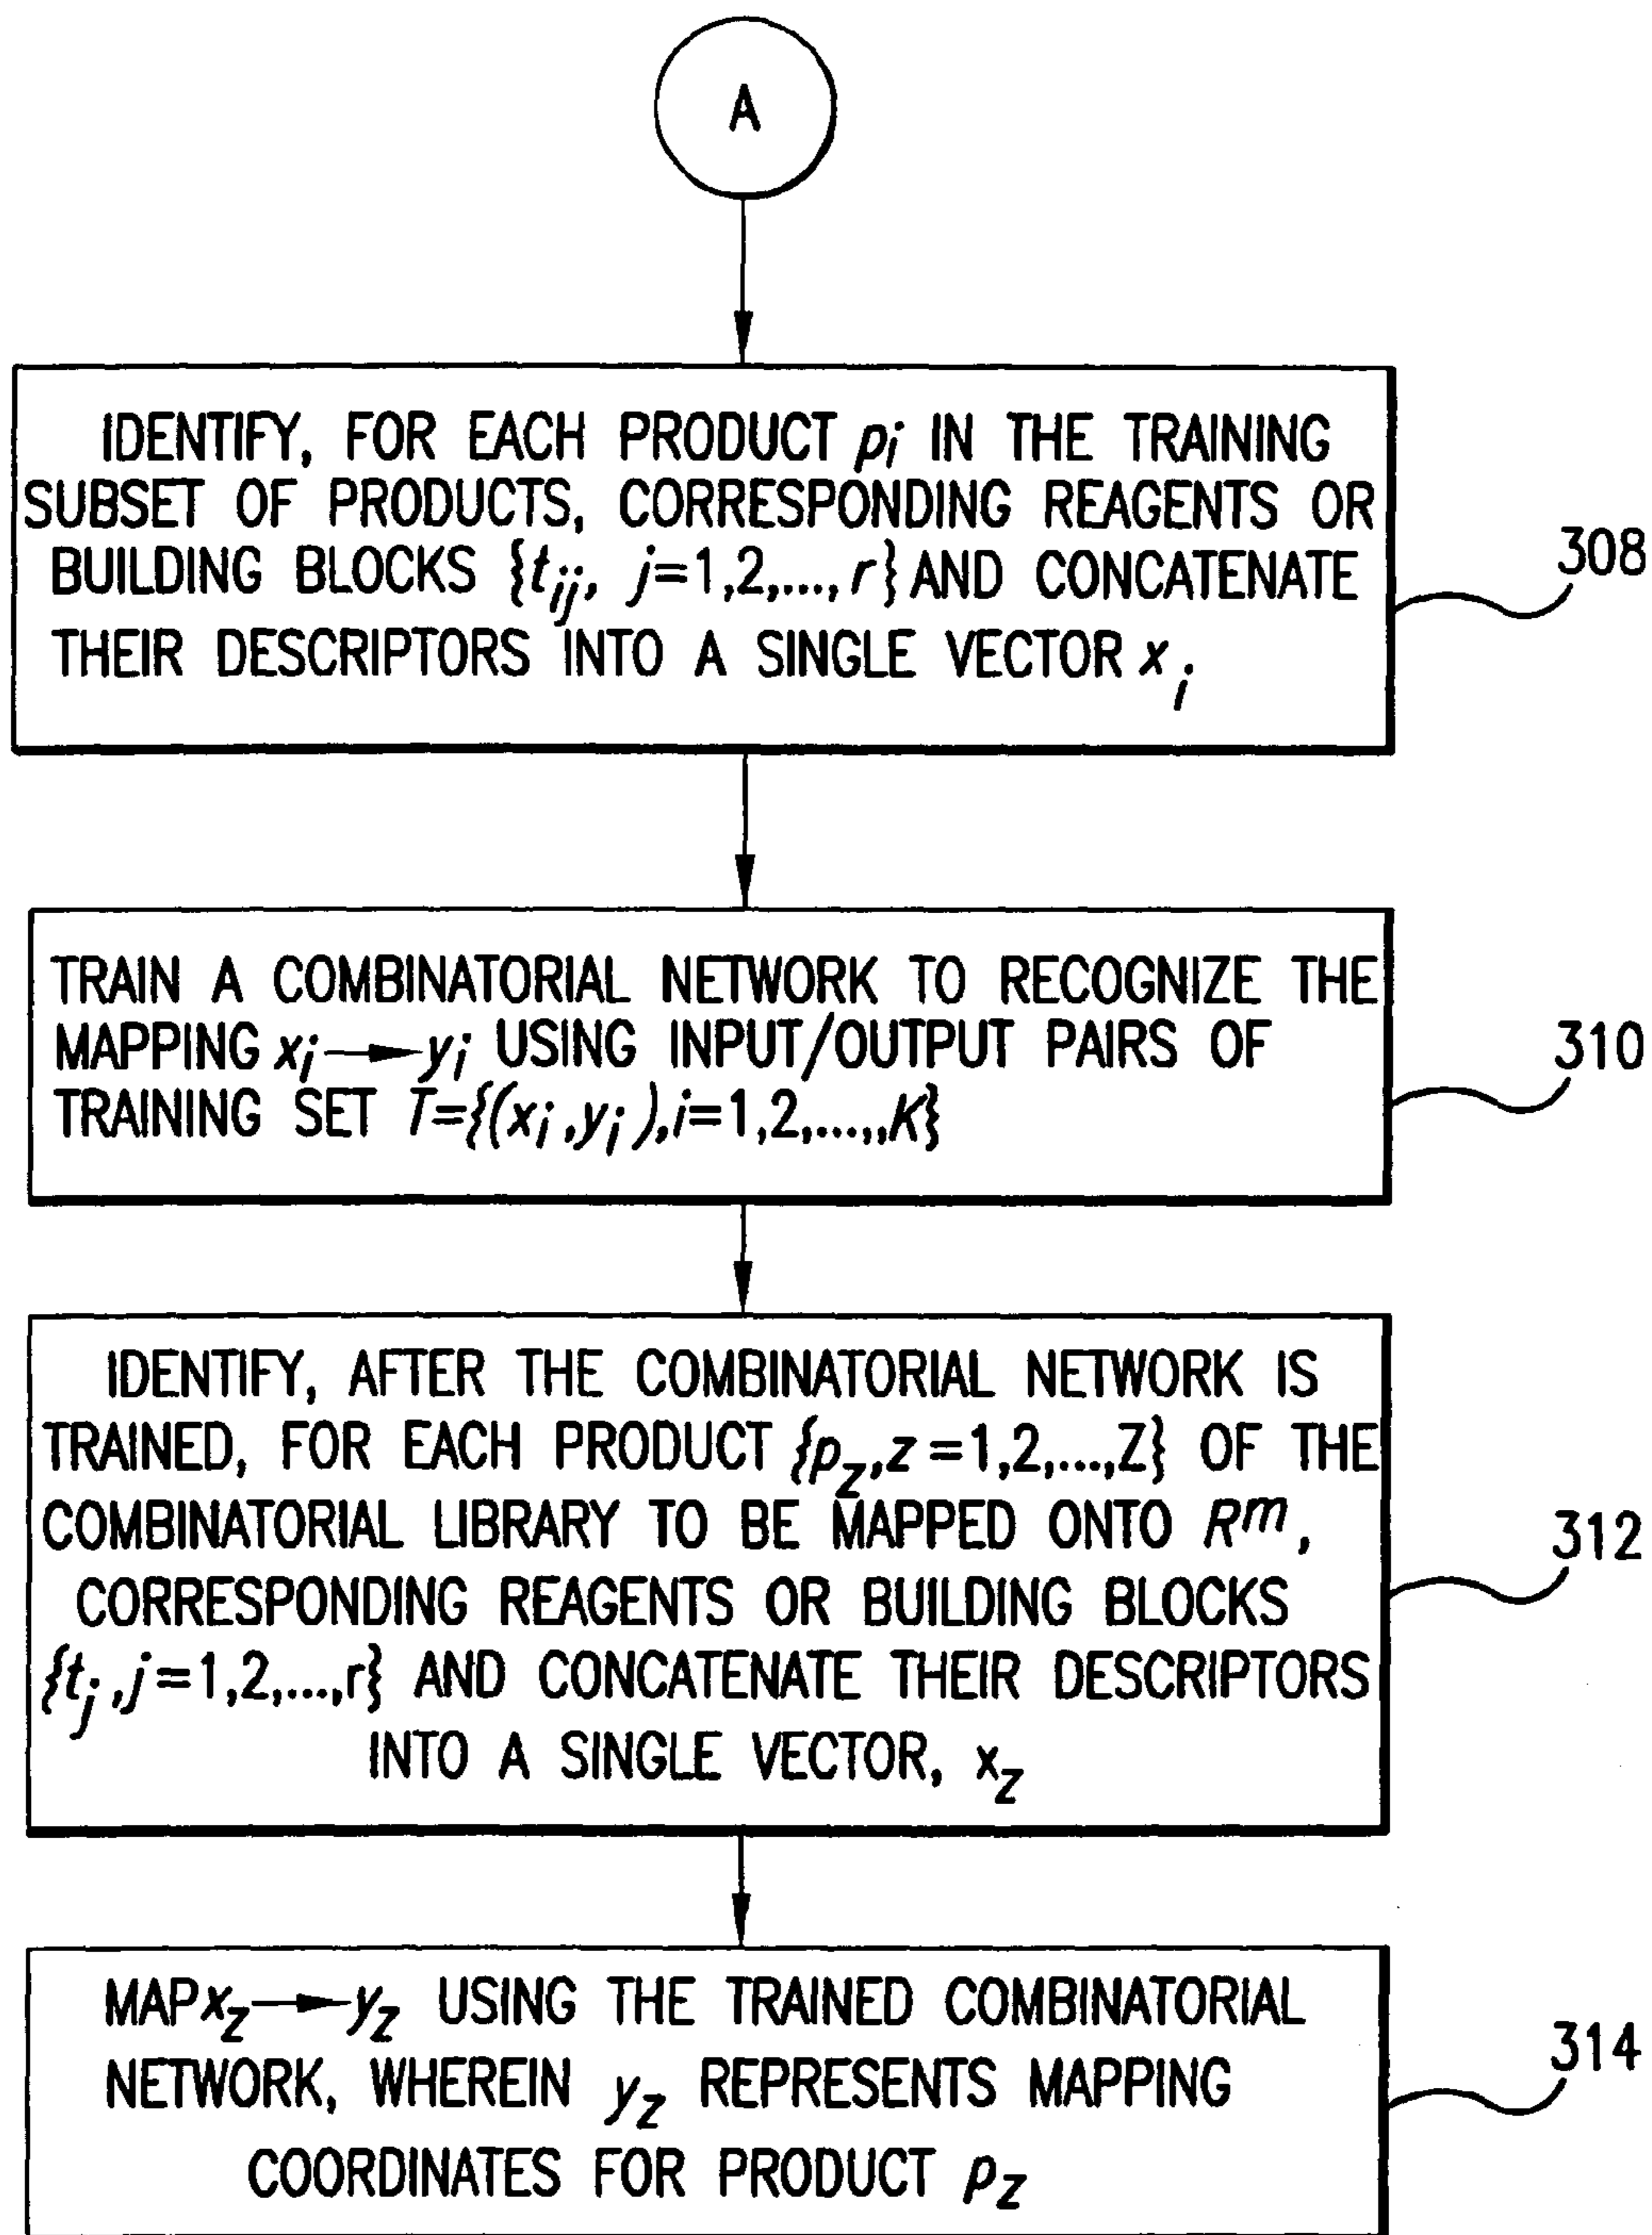 A
IDENTIFY, FOR EACH PRODUCT pi IN THE TRAINING
SUBSET OF PRODUCTS, CORRESPONDING REAGENTS OR
BUILDING BLOCKS {tij, j=1,2,..., r} AND CONCATENATE
THEIR DESCRIPTORS INTO A SINGLE VECTOR xi.
308
TRAIN A COMBINATORIAL NETWORK TO RECOGNIZE THE
MAPPING xi→yi USING INPUT/OUTPUT PAIRS OF
TRAINING SET T={(xi,yi),i=1,2,...,,K}
310
IDENTIFY, AFTER THE COMBINATORIAL NETWORK IS
TRAINED, FOR EACH PRODUCT {pz,z=1,2,...,Z} OF THE
COMBINATORIAL LIBRARY TO BE MAPPED ONTO Rm,
CORRESPONDING REAGENTS OR BUILDING BLOCKS
{tj,j=1,2,...,r} AND CONCATENATE THEIR DESCRIPTORS
INTO A SINGLE VECTOR, xz
312
MAP xz→yz USING THE TRAINED COMBINATORIAL
NETWORK, WHEREIN yz REPRESENTS MAPPING
COORDINATES FOR PRODUCT pz
314